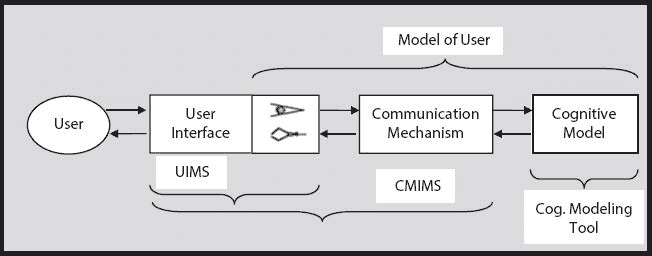 Model of User
User
User
Interface
Communication
Mechanism
Cognitive
Model
UIMS
CMIMS
Cog. Modeling
Tool